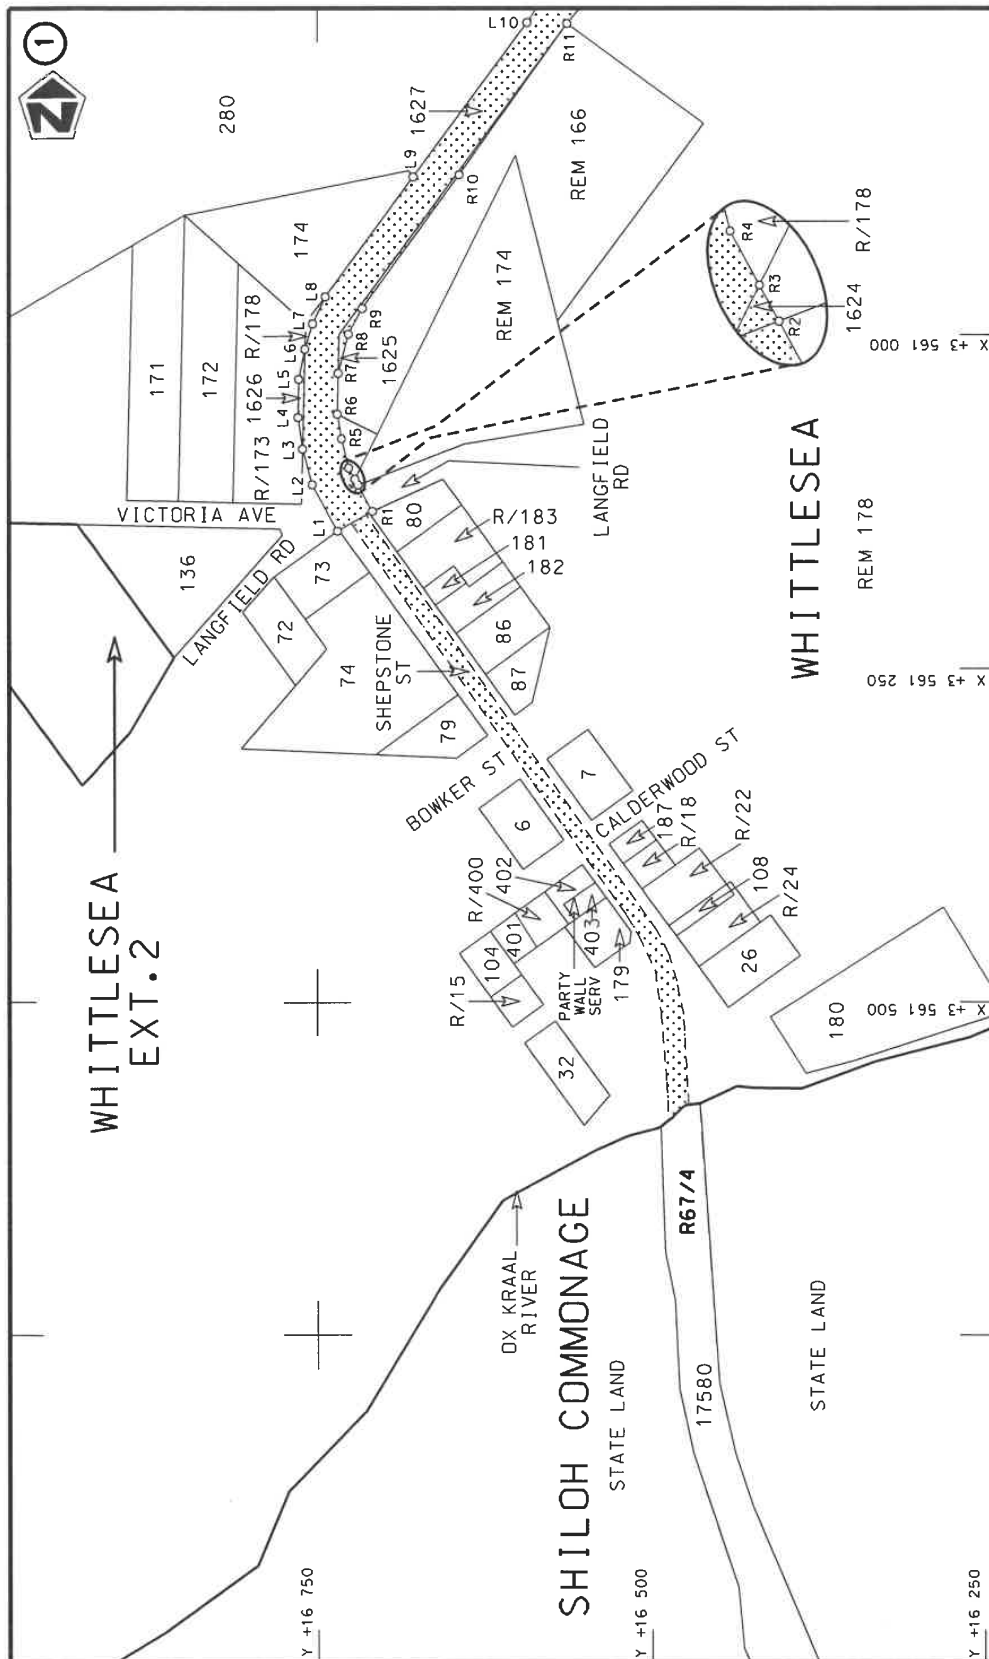 N
1
280
171
172
174
L10
R11
1627
L9
R10
REM 166
REM 174
L8
L7
R/178
L6
L5
1626
L4
R/173
L3
L2
L1
R9
R8
1625
R7
R6
R5
R1
R4
R/178
R3
1624
R2
X +3 561 000
VICTORIA AVE
136
LANGFIELD RD
73
72
74
79
SHEPSTONE
ST
80
LANGFIELD
RD
R/183
181
182
86
87
WHITTLESEA
REM 178
X +3 561 250
WHITTLESEA
EXT.2
BOWKER ST
6
7
CALDERWOOD ST
187
R/18
R/22
108
R/24
26
180
R/400
402
401
104
R/15
PARTY
WALL
SERV
403
179
32
X +3 561 500
OX KRAAL
RIVER
SHILOH COMMONAGE
STATE LAND
R67/4
17580
STATE LAND
Y +16 750
Y +16 500
Y +16 250